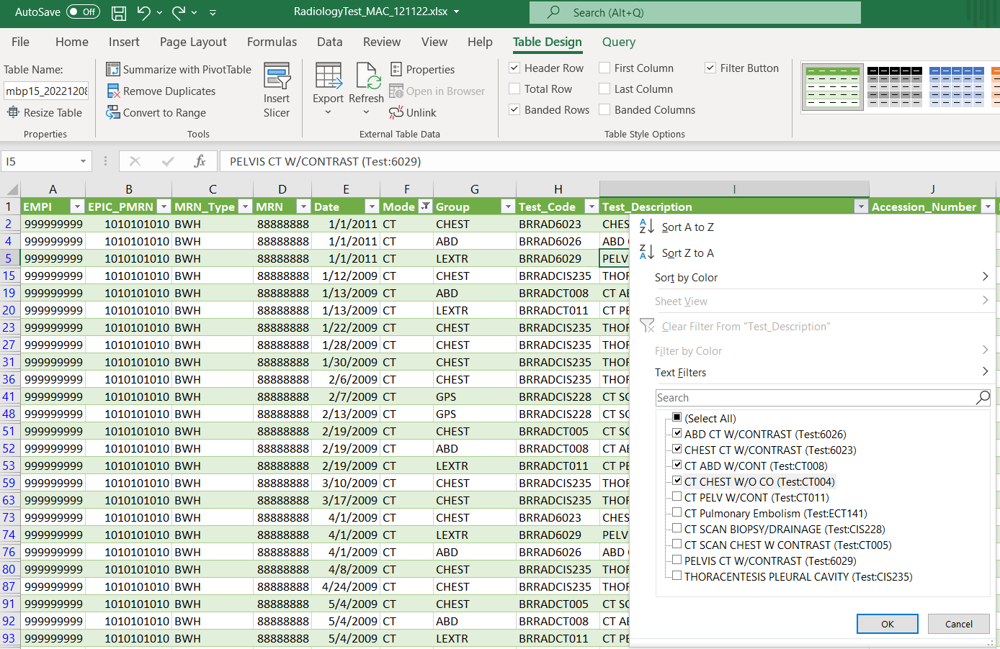 AutoSave Off RadiologyTest_MAC_121122.xlsx Search (Alt+Q)
File Home Insert Page Layout Formulas Data Review View Help Table Design Query
Table Name:
mbp15_20221208
Resize Table
Properties
Summarize with PivotTable
Remove Duplicates
Convert to Range
Tools
Insert
Slicer
Export
Refresh
Properties
Open in Browser
Unlink
External Table Data
Header Row First Column Filter Button
Total Row Last Column
Banded Rows Banded Columns
Table Style Options
I5 fx PELVIS CT W/CONTRAST (Test:6029)
A B C D E F G H I J
1 EMPI EPIC_PMRN MRN_Type MRN Date Mode Group Test_Code Test_Description Accession_Number
2 999999999 1010101010 BWH 88888888 1/1/2011 CT CHEST BRRAD6023 CHES
4 999999999 1010101010 BWH 88888888 1/1/2011 CT ABD BRRAD6026 ABD
5 999999999 1010101010 BWH 88888888 1/1/2011 CT LEXTR BRRAD6029 PELV
15 999999999 1010101010 BWH 88888888 1/12/2009 CT CHEST BRRADCIS235 THOR
19 999999999 1010101010 BWH 88888888 1/13/2009 CT ABD BRRADCT008 CT AB
20 999999999 1010101010 BWH 88888888 1/13/2009 CT LEXTR BRRADCT011 CT PE
23 999999999 1010101010 BWH 88888888 1/22/2009 CT CHEST BRRADCIS235 THOR
27 999999999 1010101010 BWH 88888888 1/28/2009 CT CHEST BRRADCIS235 THOR
31 999999999 1010101010 BWH 88888888 1/30/2009 CT CHEST BRRADCIS235 THOR
36 999999999 1010101010 BWH 88888888 2/6/2009 CT CHEST BRRADCIS235 THOR
41 999999999 1010101010 BWH 88888888 2/7/2009 CT GPS BRRADCIS228 CT SC
48 999999999 1010101010 BWH 88888888 2/13/2009 CT GPS BRRADCIS228 CT SC
51 999999999 1010101010 BWH 88888888 2/19/2009 CT CHEST BRRADCT005 CT SC
52 999999999 1010101010 BWH 88888888 2/19/2009 CT ABD BRRADCT008 CT AB
53 999999999 1010101010 BWH 88888888 2/19/2009 CT LEXTR BRRADCT011 CT PE
59 999999999 1010101010 BWH 88888888 3/10/2009 CT CHEST BRRADCIS235 THOR
63 999999999 1010101010 BWH 88888888 3/17/2009 CT CHEST BRRADCIS235 THOR
73 999999999 1010101010 BWH 88888888 4/1/2009 CT CHEST BRRAD6023 CHES
74 999999999 1010101010 BWH 88888888 4/1/2009 CT LEXTR BRRAD6029 PELV
76 999999999 1010101010 BWH 88888888 4/1/2009 CT ABD BRRAD6026 ABD
80 999999999 1010101010 BWH 88888888 4/8/2009 CT CHEST BRRADCIS235 THOR
87 999999999 1010101010 BWH 88888888 4/24/2009 CT CHEST BRRADCIS235 THOR
91 999999999 1010101010 BWH 88888888 5/4/2009 CT CHEST BRRADCT005 CT SC
92 999999999 1010101010 BWH 88888888 5/4/2009 CT ABD BRRADCT008 CT AB
93 999999999 1010101010 BWH 88888888 5/4/2009 CT LEXTR BRRADCT011 CT PE
Sort A to Z
Sort Z to A
Sort by Color
Sheet View
Clear Filter From "Test_Description"
Filter by Color
Text Filters
Search
(Select All)
ABD CT W/CONTRAST (Test:6026)
CHEST CT W/CONTRAST (Test:6023)
CT ABD W/CONT (Test:CT008)
CT CHEST W/O CO (Test:CT004)
CT PELV W/CONT (Test:CT011)
CT Pulmonary Embolism (Test:ECT141)
CT SCAN BIOPSY/DRAINAGE (Test:CIS228)
CT SCAN CHEST W CONTRAST (Test:CT005)
PELVIS CT W/CONTRAST (Test:6029)
THORACENTESIS PLEURAL CAVITY (Test:CIS235)
OK Cancel